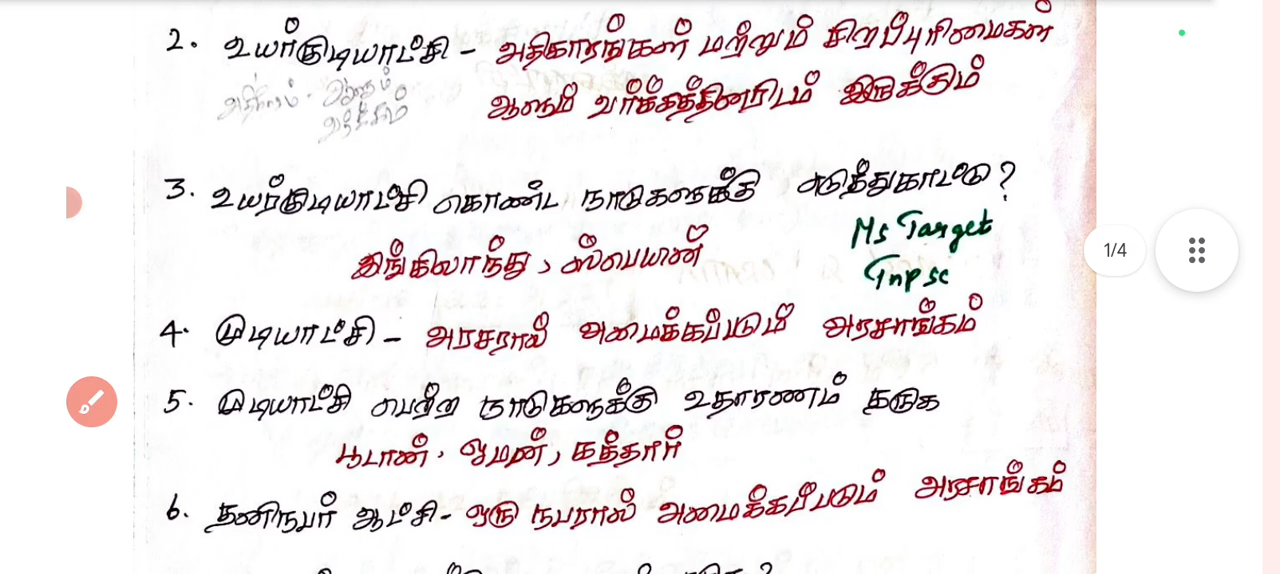 2. உயர்குடியாட்சி - அதிகாரங்கள் மற்றும் சிறப்புரிமைகள்
ஆளும் வர்க்கத்தினரிடம் இருக்கும்
3. உயர்குடியாட்சி கொண்ட நாடுகளுக்கு எடுத்துகாட்டு?
Ms Target
இங்கிலாந்து, ஸ்பெயன்
Tnpsc
1/4
4. முடியாட்சி - அரசரால் அமைக்கப்படும் அரசாங்கம்
5. முடியாட்சி பெற்ற நாடுகளுக்கு உதாரணம் தருக
பூடான், ஓமன், கத்தார்
6. தனிநபர் ஆட்சி - ஒரு நபரால் அமைக்கப்படும் அரசாங்கம்